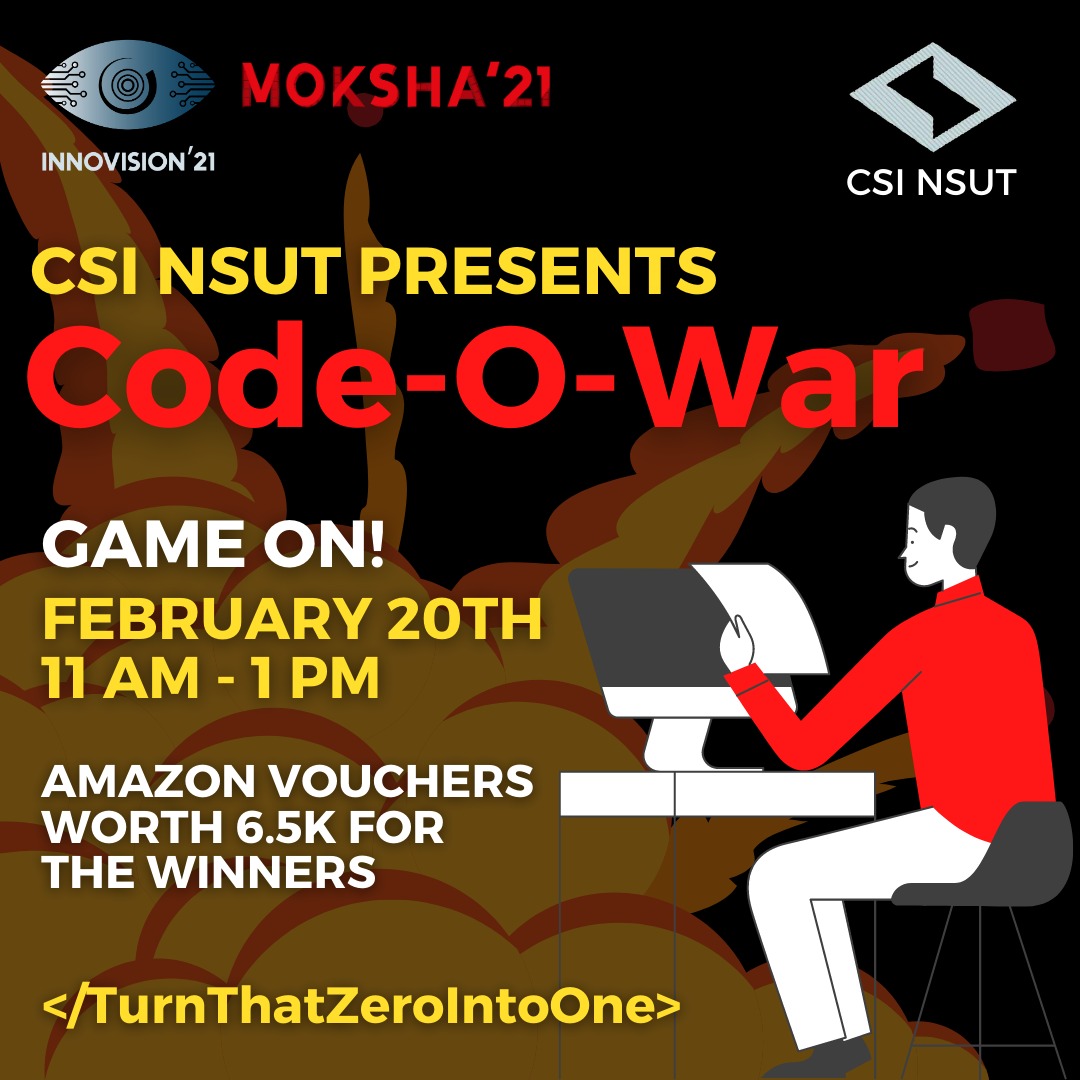 MOKSHA'21
INNOVISION'21
CSI NSUT
CSI NSUT PRESENTS
Code-O-War
GAME ON!
FEBRUARY 20TH
11 AM - 1 PM
AMAZON VOUCHERS
WORTH 6.5K FOR
THE WINNERS
</TurnThatZeroIntoOne>